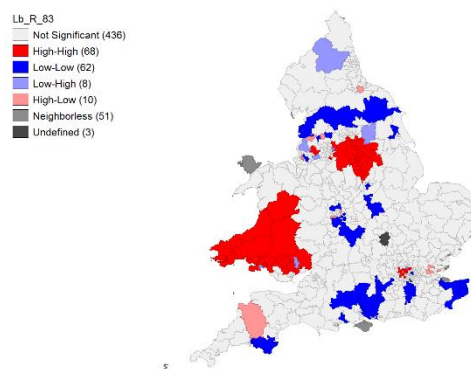 Lb_R_83
Not Significant (436)
High-High (68)
Low-Low (62)
Low-High (8)
High-Low (10)
Neighborless (51)
Undefined (3)